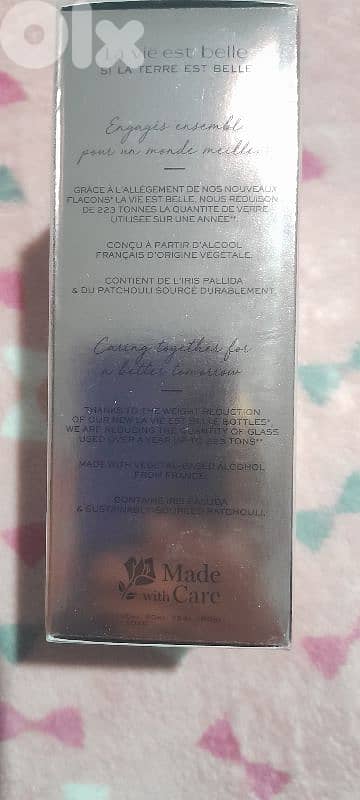 OLX
La vie est belle
SI LA TERRE EST BELLE
Engagés ensembl
pour un monde meilleur
GRÂCE À L'ALLÈGEMENT DE NOS NOUVEAUX
FLACONS* LA VIE EST BELLE, NOUS RÉDUISON
DE 223 TONNES LA QUANTITÉ DE VERRE
UTILISÉE SUR UNE ANNÉE**.
CONÇU À PARTIR D'ALCOOL
FRANÇAIS D'ORIGINE VÉGÉTALE.
CONTIENT DE L'IRIS PALLIDA
& DU PATCHOULI SOURCÉ DURABLEMENT.
Caring together for
a better tomorrow
THANKS TO THE WEIGHT REDUCTION
OF OUR NEW LA VIE EST BELLE BOTTLES*,
WE ARE REDUCING THE QUANTITY OF GLASS
USED OVER A YEAR UP TO 223 TONS**.
MADE WITH VEGETAL-BASED ALCOHOL
FROM FRANCE.
CONTAINS IRIS PALLIDA
& SUSTAINABLY-SOURCED PATCHOULI.
Made
with Care